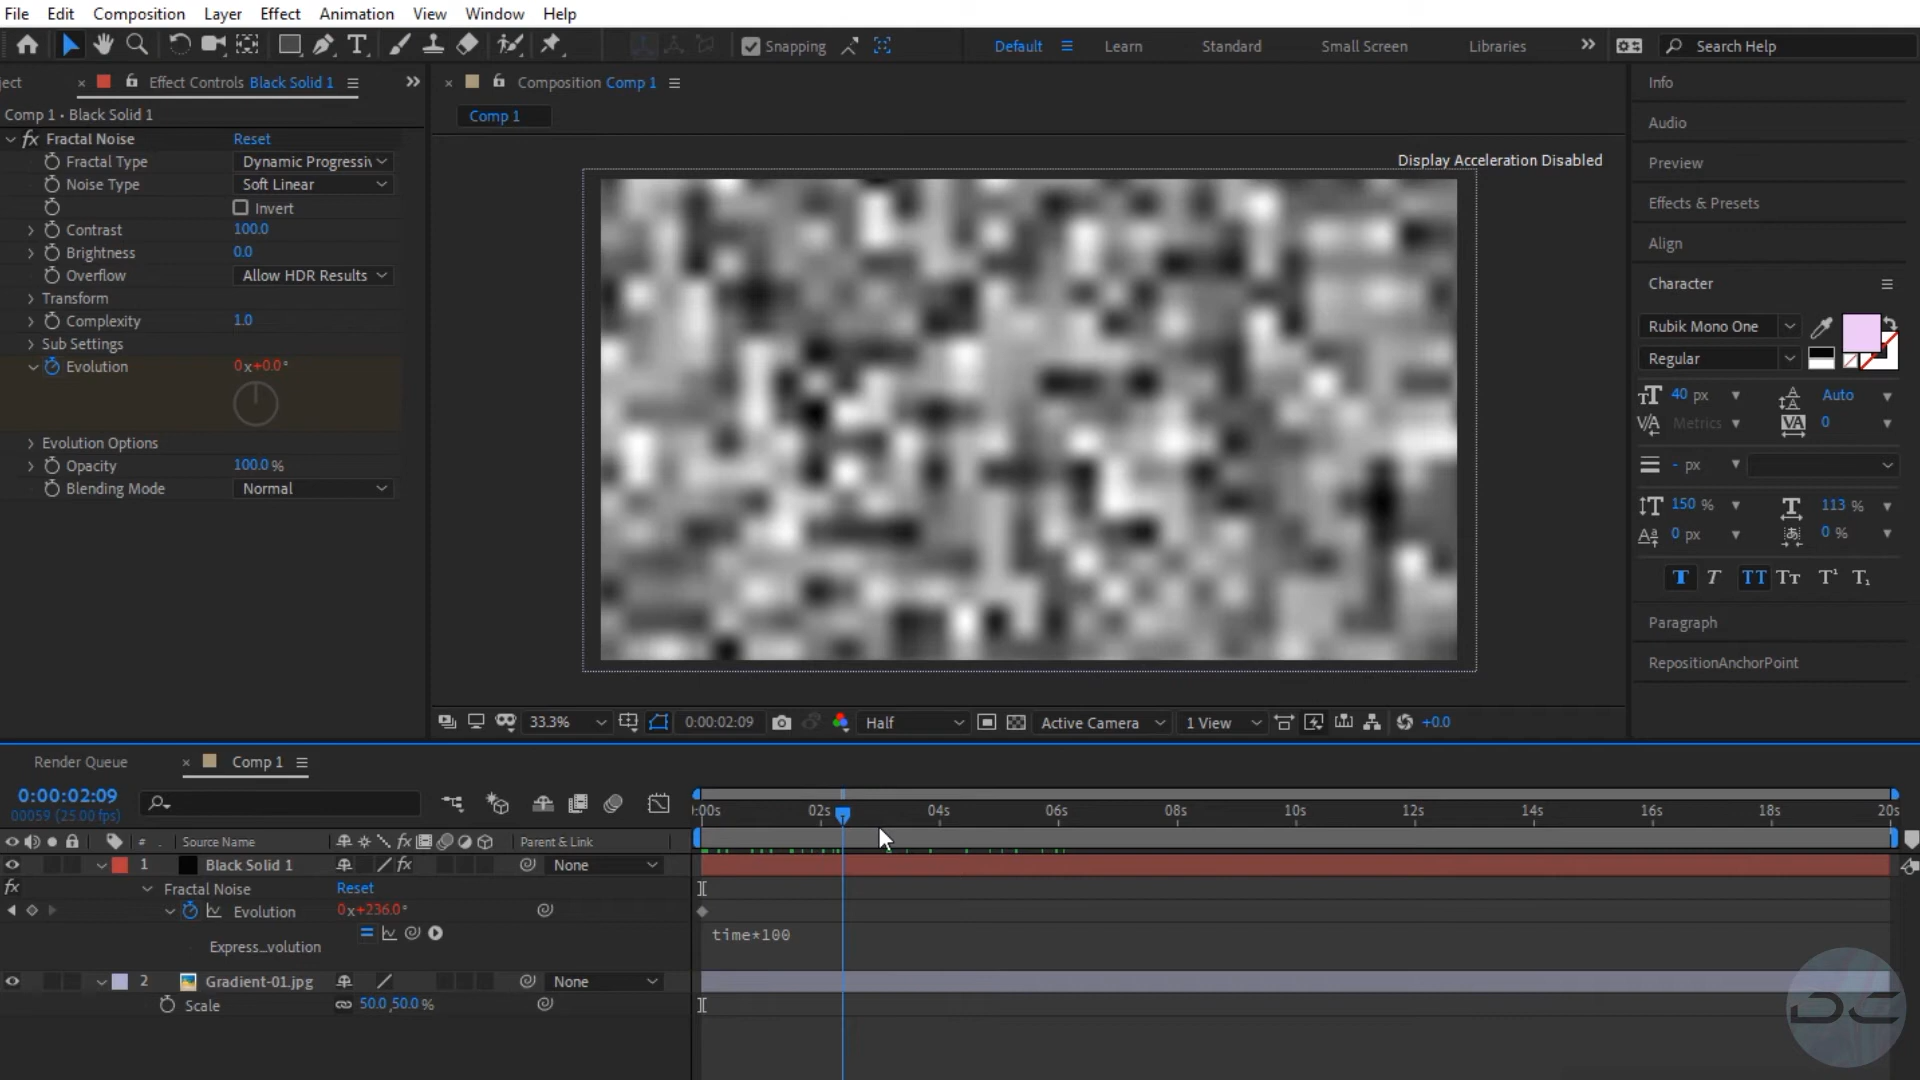 File Edit Composition Layer Effect Animation View Window Help
Snapping
Default Learn Standard Small Screen Libraries Search Help
ject Effect Controls Black Solid 1
Composition Comp 1
Comp 1 • Black Solid 1
Comp 1
Fractal Noise Reset
Fractal Type Dynamic Progressiv
Noise Type Soft Linear
Invert
Contrast 100.0
Brightness 0.0
Overflow Allow HDR Results
Transform
Complexity 1.0
Sub Settings
Evolution 0x+0.0°
Evolution Options
Opacity 100.0 %
Blending Mode Normal
Display Acceleration Disabled
33.3% 0:00:02:09 Half Active Camera 1 View +0.0
Info
Audio
Preview
Effects & Presets
Align
Character
Rubik Mono One
Regular
40 px Auto
Metrics 0
- px
150 % 113 %
0 px 0 %
T T TT Tт T¹ T₁
Paragraph
RepositionAnchorPoint
Render Queue Comp 1
0:00:02:09
00059 (25.00 fps)
:00s 02s 04s 06s 08s 10s 12s 14s 16s 18s 20s
# Source Name Parent & Link
1 Black Solid 1 None
Fractal Noise Reset
Evolution 0x+236.0°
Express_volution time*100
2 Gradient-01.jpg None
Scale 50.0,50.0 %
DC